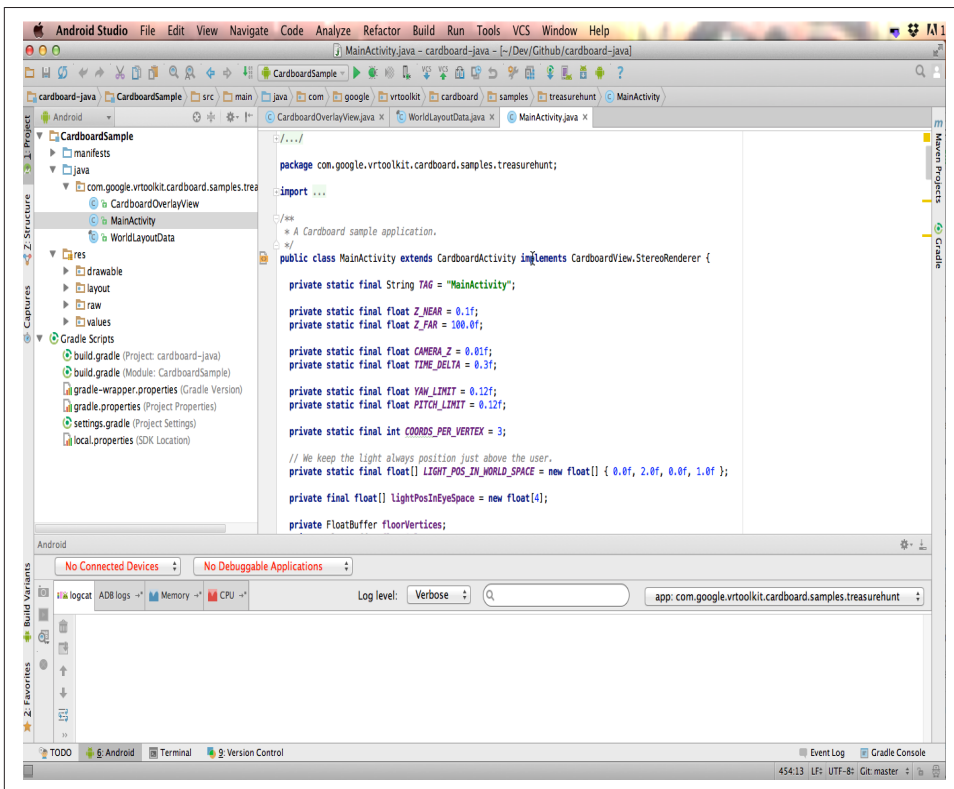 Android Studio File Edit View Navigate Code Analyze Refactor Build Run Tools VCS Window Help
MainActivity.java - cardboard-java - [~/Dev/Github/cardboard-java]
CardboardSample
cardboard-java CardboardSample src main java com google vrtoolkit cardboard samples treasurehunt MainActivity
Android
CardboardOverlayView.java × WorldLayoutData.java × MainActivity.java ×
1: Project
Z: Structure
Captures
Build Variants
2: Favorites
CardboardSample
manifests
java
com.google.vrtoolkit.cardboard.samples.trea
CardboardOverlayView
MainActivity
WorldLayoutData
res
drawable
layout
raw
values
Gradle Scripts
build.gradle (Project: cardboard-java)
build.gradle (Module: CardboardSample)
gradle-wrapper.properties (Gradle Version)
gradle.properties (Project Properties)
settings.gradle (Project Settings)
local.properties (SDK Location)
/.../
package com.google.vrtoolkit.cardboard.samples.treasurehunt;
import ...
/**
* A Cardboard sample application.
*/
public class MainActivity extends CardboardActivity implements CardboardView.StereoRenderer {
private static final String TAG = "MainActivity";
private static final float Z_NEAR = 0.1f;
private static final float Z_FAR = 100.0f;
private static final float CAMERA_Z = 0.01f;
private static final float TIME_DELTA = 0.3f;
private static final float YAW_LIMIT = 0.12f;
private static final float PITCH_LIMIT = 0.12f;
private static final int COORDS_PER_VERTEX = 3;
// We keep the light always position just above the user.
private static final float[] LIGHT_POS_IN_WORLD_SPACE = new float[] { 0.0f, 2.0f, 0.0f, 1.0f };
private final float[] lightPosInEyeSpace = new float[4];
private FloatBuffer floorVertices;
Maven Projects
Gradle
Android
No Connected Devices No Debuggable Applications
logcat ADB logs Memory CPU Log level: Verbose app: com.google.vrtoolkit.cardboard.samples.treasurehunt
TODO 6: Android Terminal 9: Version Control Event Log Gradle Console
454:13 LF UTF-8 Git: master